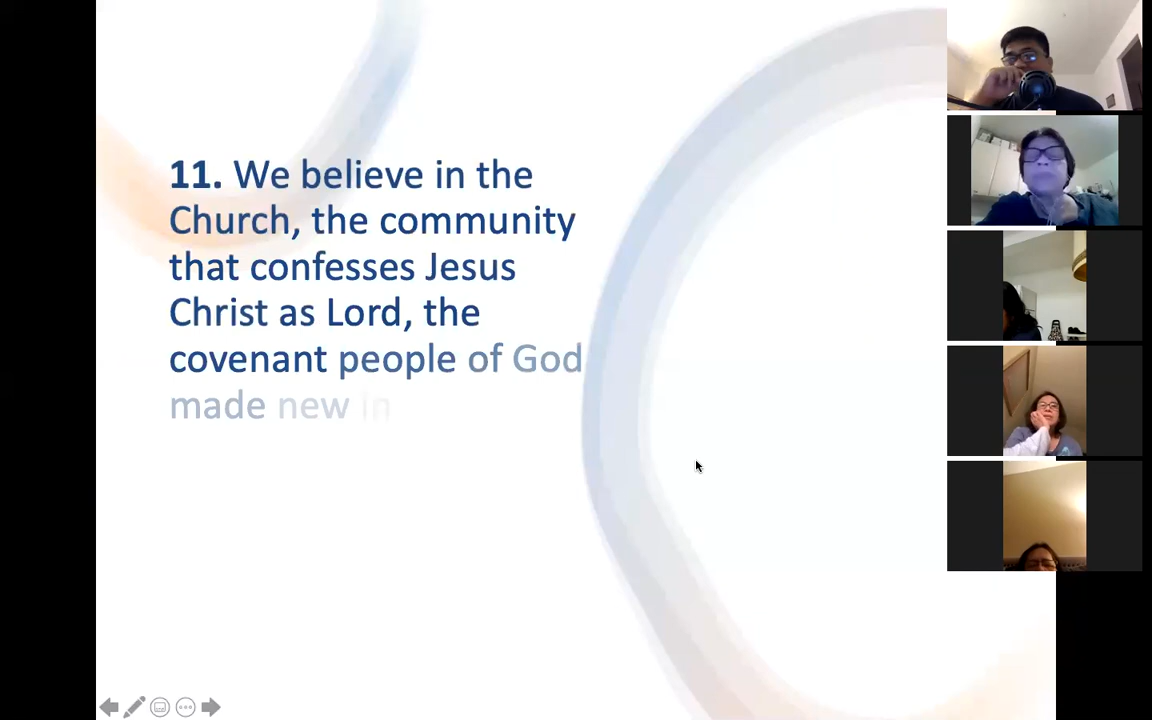 11. We believe in the
Church, the community
that confesses Jesus
Christ as Lord, the
covenant people of God
made new in